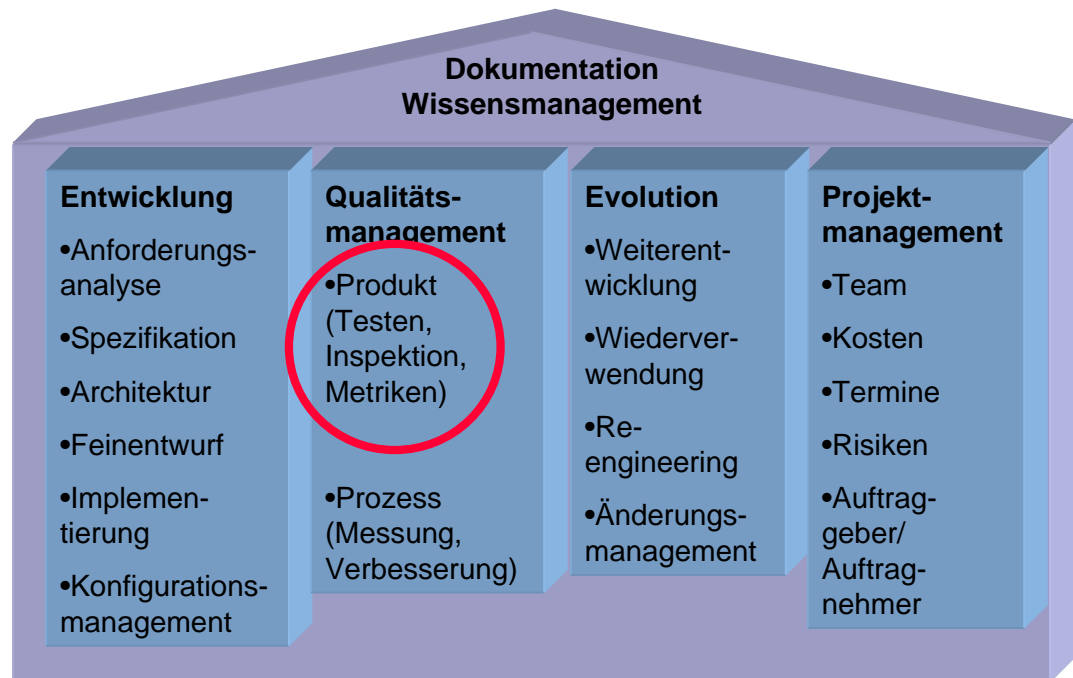 Dokumentation
Wissensmanagement
Entwicklung
•Anforderungs-
analyse
•Spezifikation
•Architektur
•Feinentwurf
•Implemen-
tierung
•Konfigurations-
management
Qualitäts-
management
•Produkt
(Testen,
Inspektion,
Metriken)
•Prozess
(Messung,
Verbesserung)
Evolution
•Weiterent-
wicklung
•Wiederver-
wendung
•Re-
engineering
•Änderungs-
management
Projekt-
management
•Team
•Kosten
•Termine
•Risiken
•Auftrag-
geber/
Auftrag-
nehmer